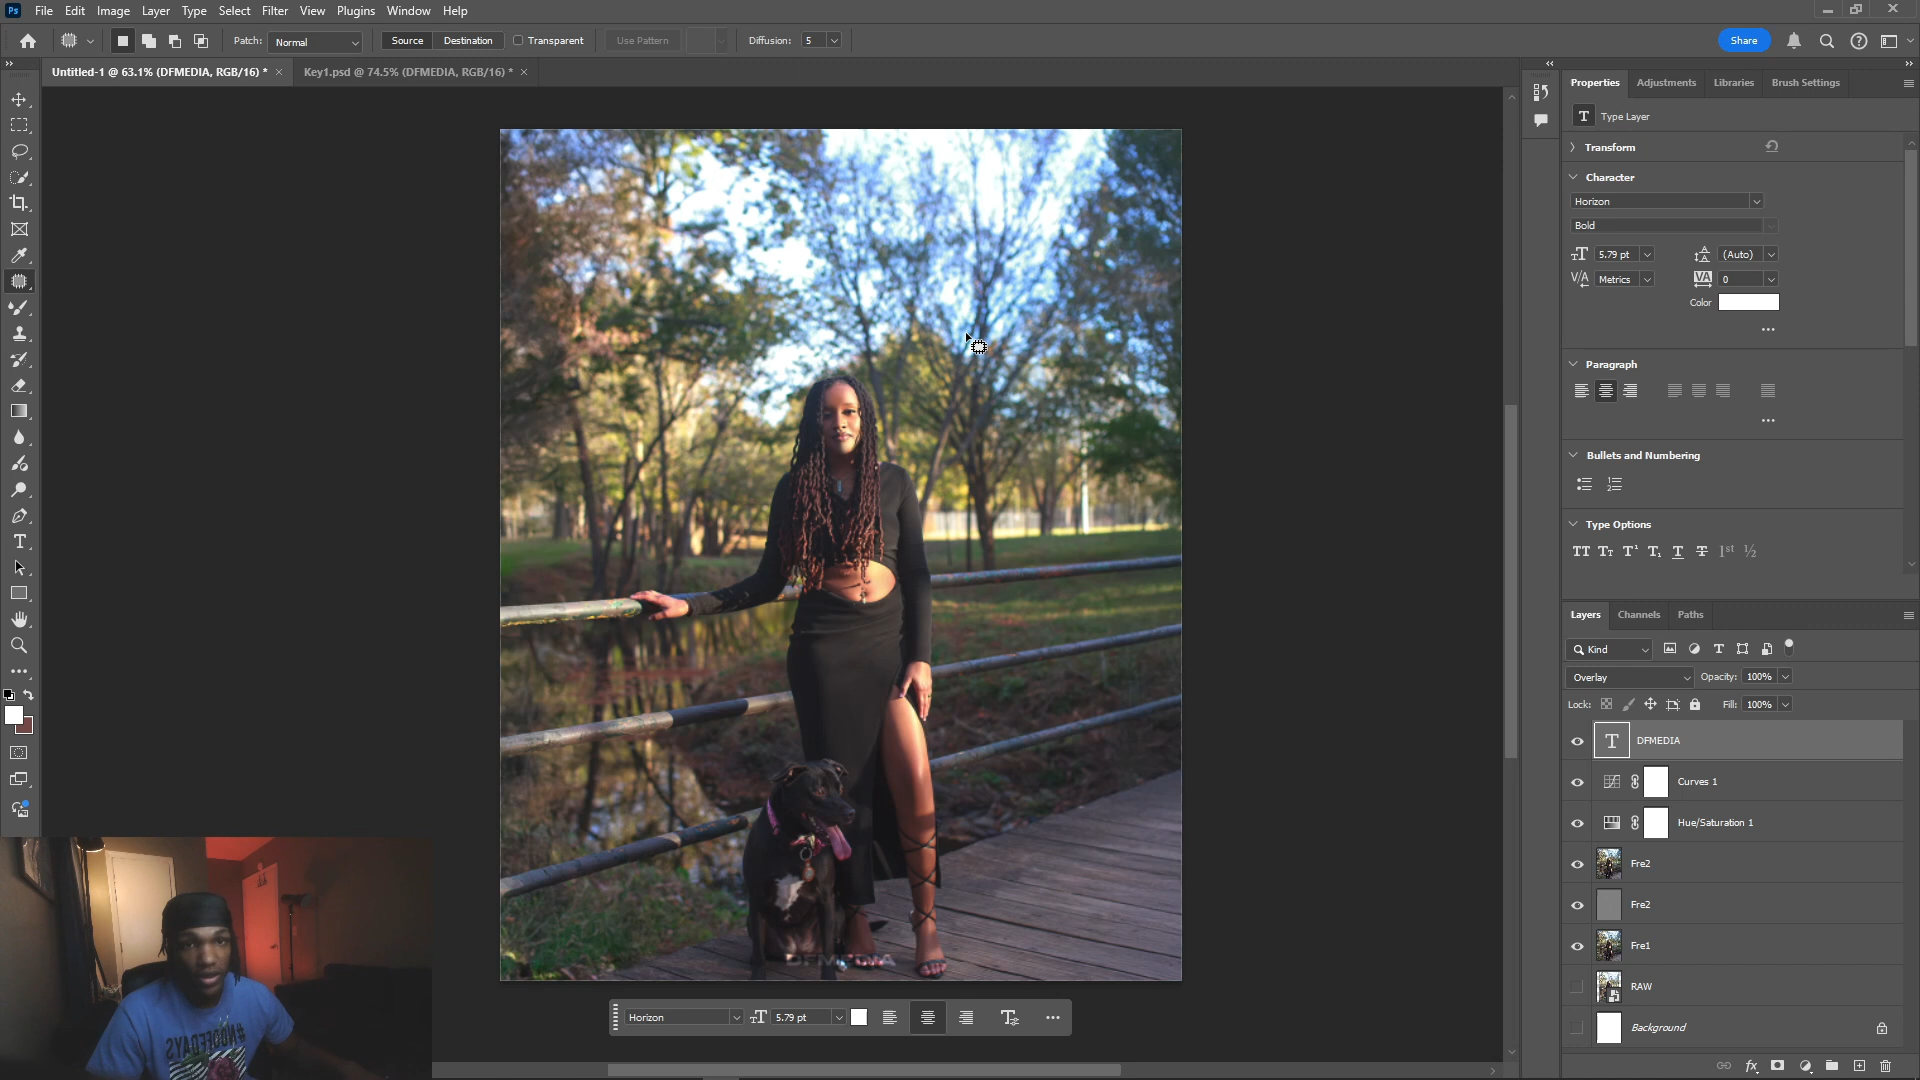 Ps File Edit Image Layer Type Select Filter View Plugins Window Help
Patch: Normal Source Destination Transparent Use Pattern Diffusion: 5 Share
Untitled-1 @ 63.1% (DFMEDIA, RGB/16) * × Key1.psd @ 74.5% (DFMEDIA, RGB/16) * ×
Properties Adjustments Libraries Brush Settings
T Type Layer
Transform
Character
Horizon
Bold
5.79 pt (Auto)
Metrics 0
Color
Paragraph
Bullets and Numbering
Type Options
Layers Channels Paths
Kind
Overlay Opacity: 100%
Lock: Fill: 100%
DFMEDIA
Curves 1
Hue/Saturation 1
Fre2
Fre2
Fre1
RAW
Background
DFMEDIA
Horizon 5.79 pt
#NODFFDAYS